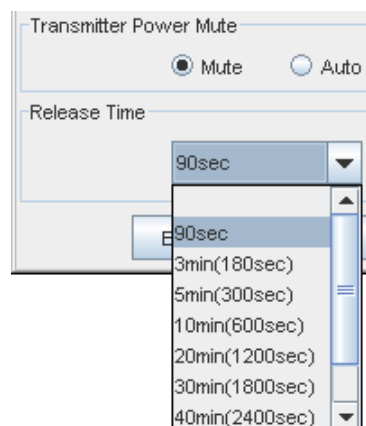 Transmitter Power Mute
Mute Auto
Release Time
90sec
90sec
3min(180sec)
5min(300sec)
10min(600sec)
20min(1200sec)
30min(1800sec)
40min(2400sec)